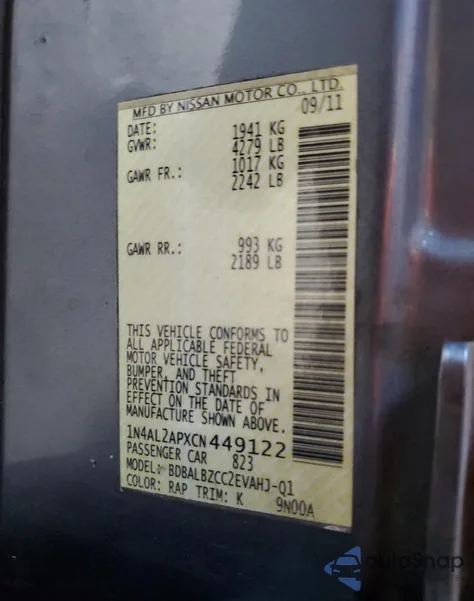 MFD BY NISSAN MOTOR CO., LTD.
DATE: 09/11
GVWR: 1941 KG
4279 LB
GAWR FR.: 1017 KG
2242 LB
GAWR RR.: 993 KG
2189 LB
THIS VEHICLE CONFORMS TO
ALL APPLICABLE FEDERAL
MOTOR VEHICLE SAFETY,
BUMPER, AND THEFT
PREVENTION STANDARDS IN
EFFECT ON THE DATE OF
MANUFACTURE SHOWN ABOVE.
1N4AL2APXCN449122
PASSENGER CAR 823
MODEL: BDBALBZCC2EVAHJ-Q1
COLOR: RAP TRIM: K 9N00A
autoSnap